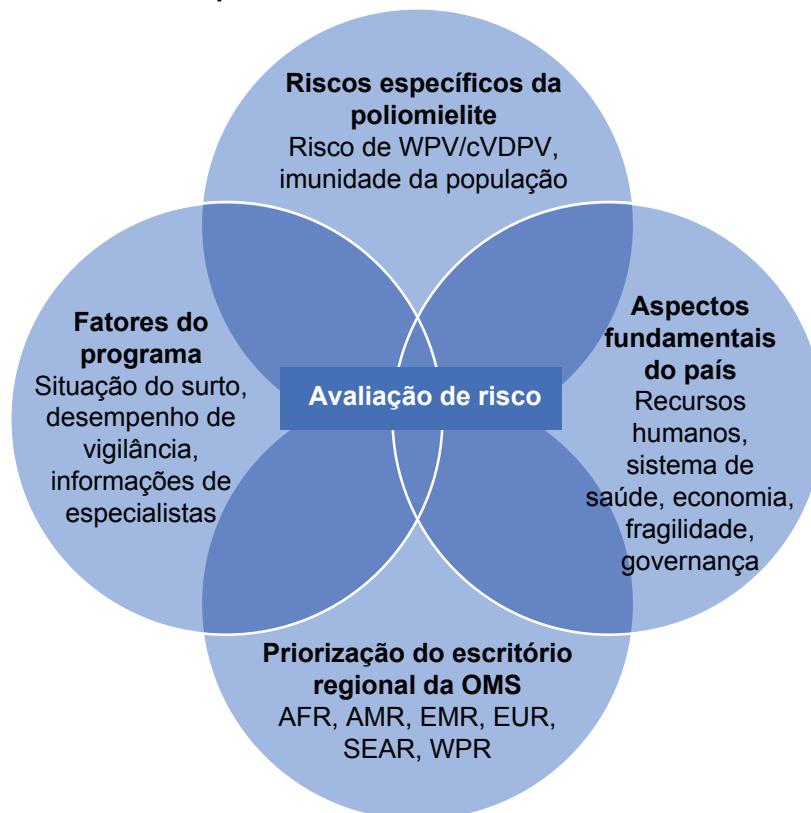 Riscos específicos da
poliomielite
Risco de WPV/cVDPV,
imunidade da população
Fatores do
programa
Situação do surto,
desempenho de
vigilância,
informações de
especialistas
Avaliação de risco
Aspectos
fundamentais
do país
Recursos
humanos,
sistema de
saúde, economia,
fragilidade,
governança
Priorização do escritório
regional da OMS
AFR, AMR, EMR, EUR,
SEAR, WPR